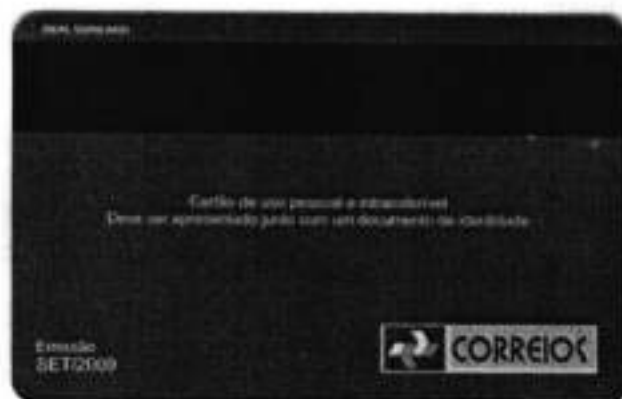 Cartão de uso pessoal e intransferível
Deve ser apresentado junto com um documento de identidade
Emissão
SET/2009
CORREIOS